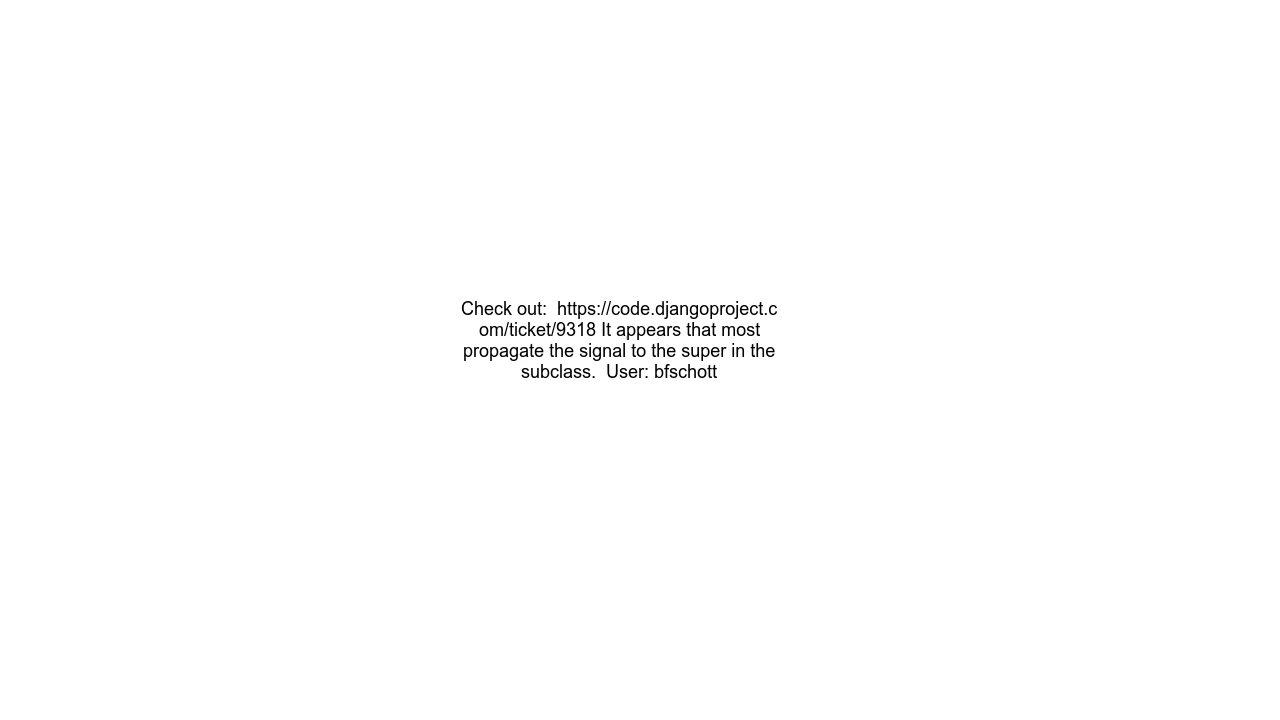 Check out:  https://code.djangoproject.c
om/ticket/9318 It appears that most
propagate the signal to the super in the
subclass.  User: bfschott